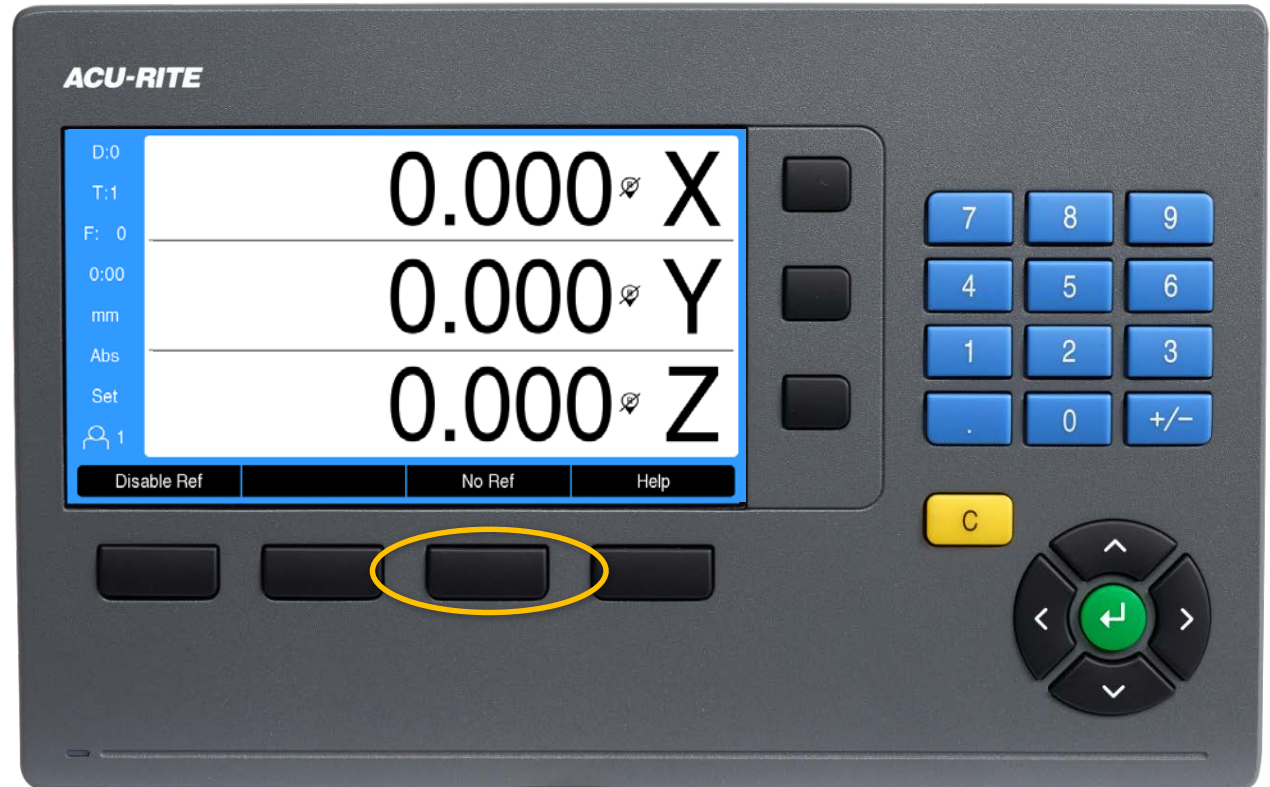 ACU-RITE
D:0
T:1
F: 0
0:00
mm
Abs
Set
1
0.000 X
0.000 Y
0.000 Z
Disable Ref No Ref Help
7 8 9
4 5 6
1 2 3
. 0 +/-
C